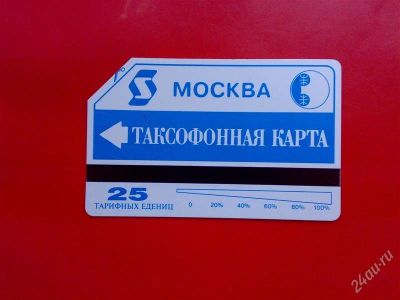 МОСКВА
ТАКСОФОННАЯ КАРТА
25
ТАРИФНЫХ ЕДЕНИЦ
0 20% 40% 60% 80% 100%
24au.ru